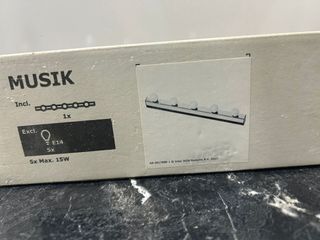 MUSIK
Incl.
1x
Excl.
E14
5x
5x Max. 15W